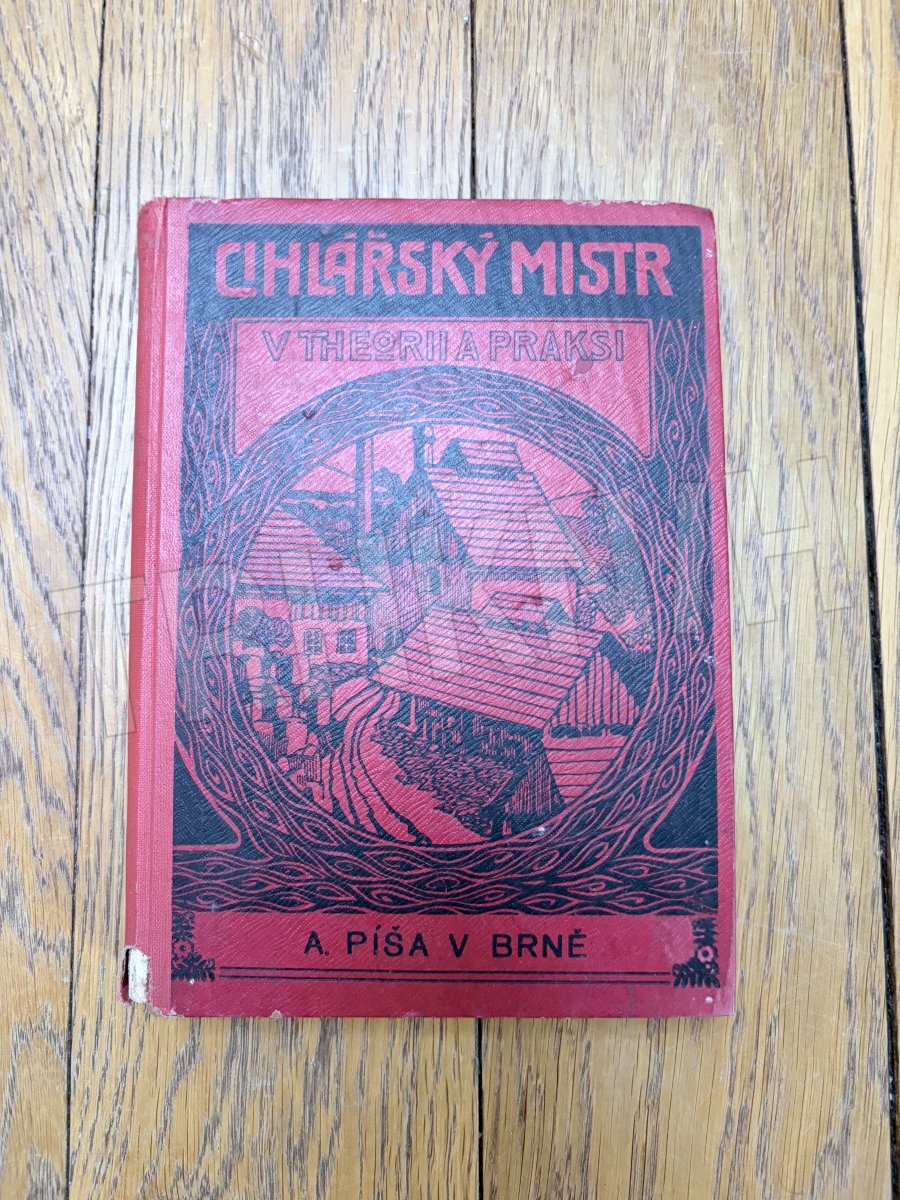 CIHLÁŘSKÝ MISTR
V THEORII A PRAKSI
A. PÍŠA V BRNĚ